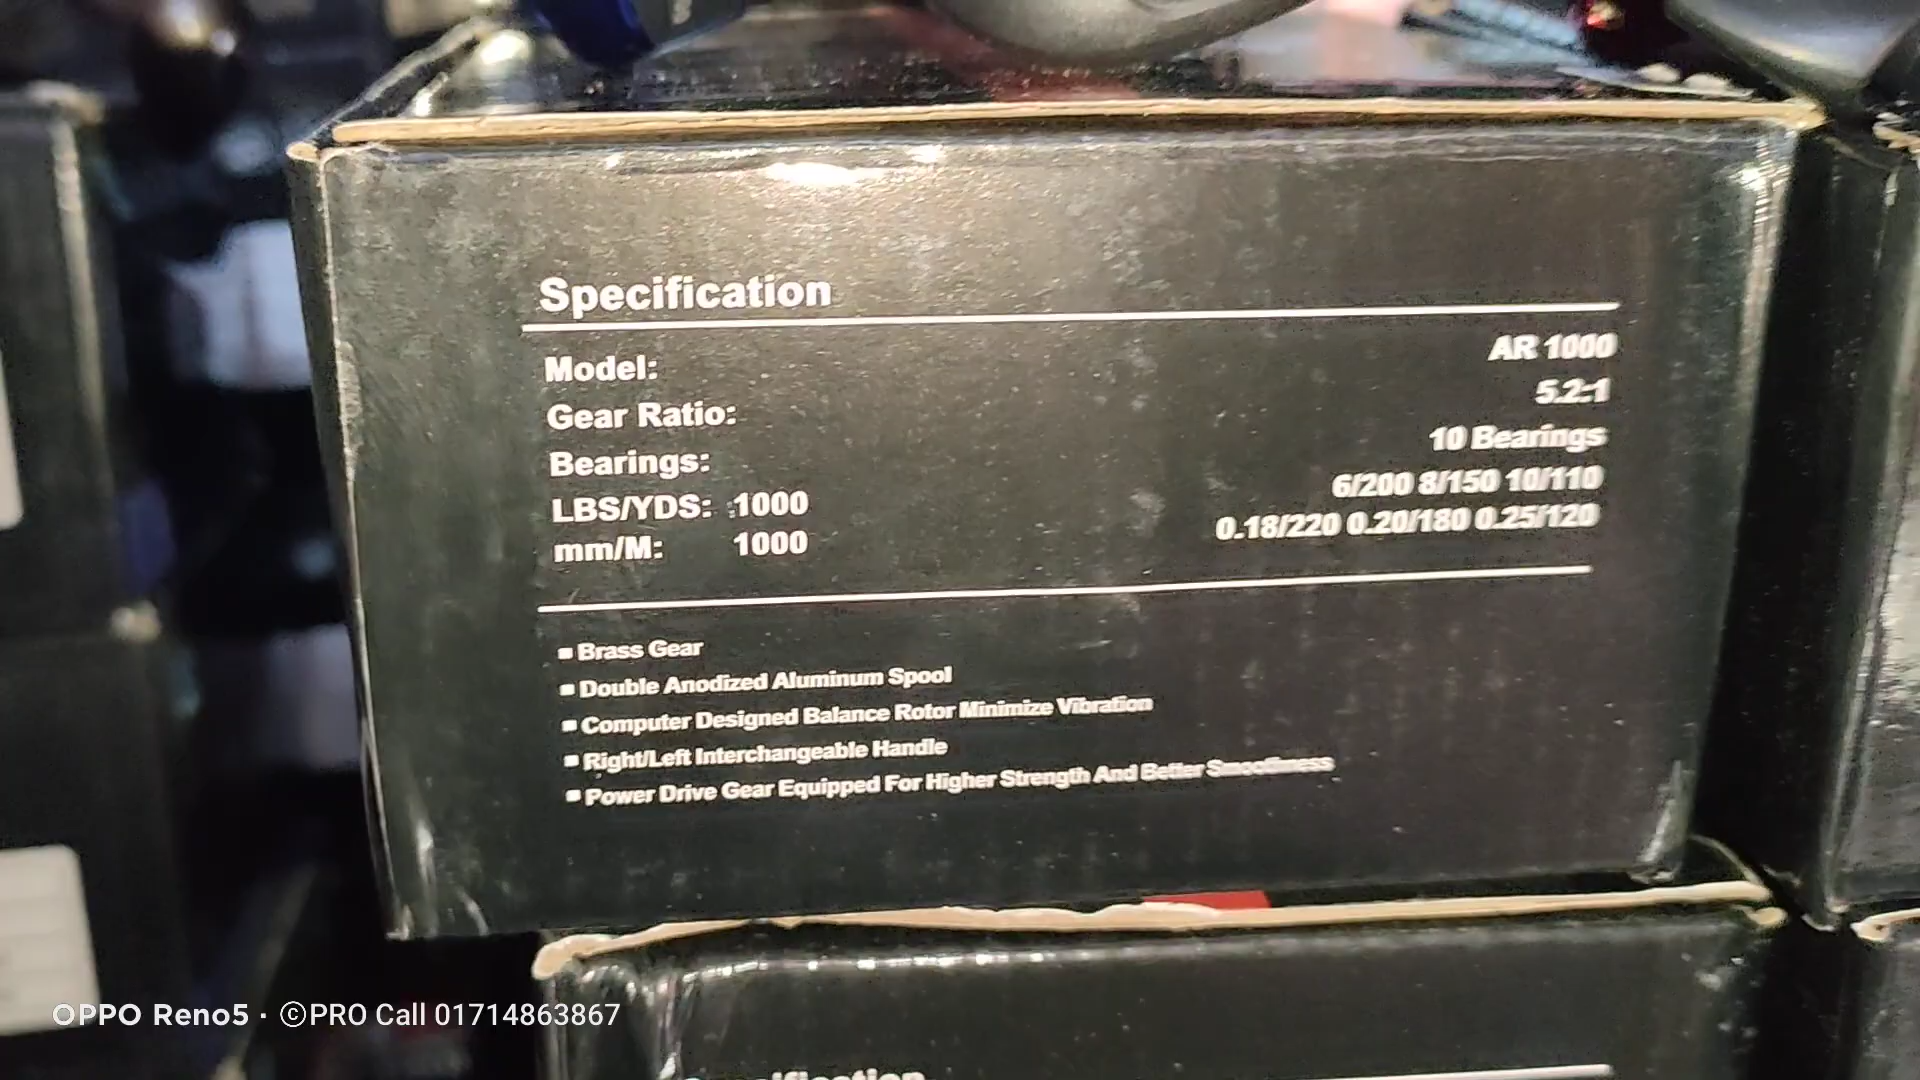 Specification
Model: AR 1000
Gear Ratio: 5.2:1
Bearings: 10 Bearings
LBS/YDS: 1000 6/200 8/150 10/110
mm/M: 1000 0.18/220 0.20/180 0.25/120
▪ Brass Gear
▪ Double Anodized Aluminum Spool
▪ Computer Designed Balance Rotor Minimize Vibration
▪ Right/Left Interchangeable Handle
▪ Power Drive Gear Equipped For Higher Strength And Better Smoothness
OPPO Reno5 · ©PRO Call 01714863867